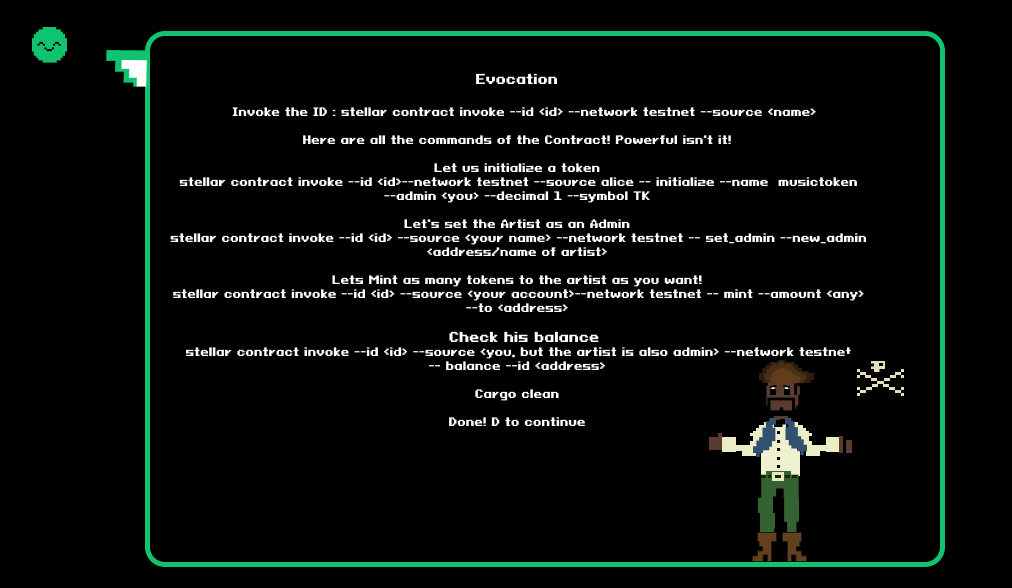 Evocation
Invoke the ID : stellar contract invoke --id <id> --network testnet --source <name>
Here are all the commands of the Contract! Powerful isn't it!
Let us initialize a token
stellar contract invoke --id <id>--network testnet --source alice -- initialize --name  musictoken
--admin <you> --decimal 1 --symbol TK
Let's set the Artist as an Admin
stellar contract invoke --id <id> --source <your name> --network testnet -- set_admin --new_admin
<address/name of artist>
Lets Mint as many tokens to the artist as you want!
stellar contract invoke --id <id> --source <your account>--network testnet -- mint --amount <any>
--to <address>
Check his balance
stellar contract invoke --id <id> --source <you, but the artist is also admin> --network testnet
-- balance --id <address>
Cargo clean
Done! D to continue